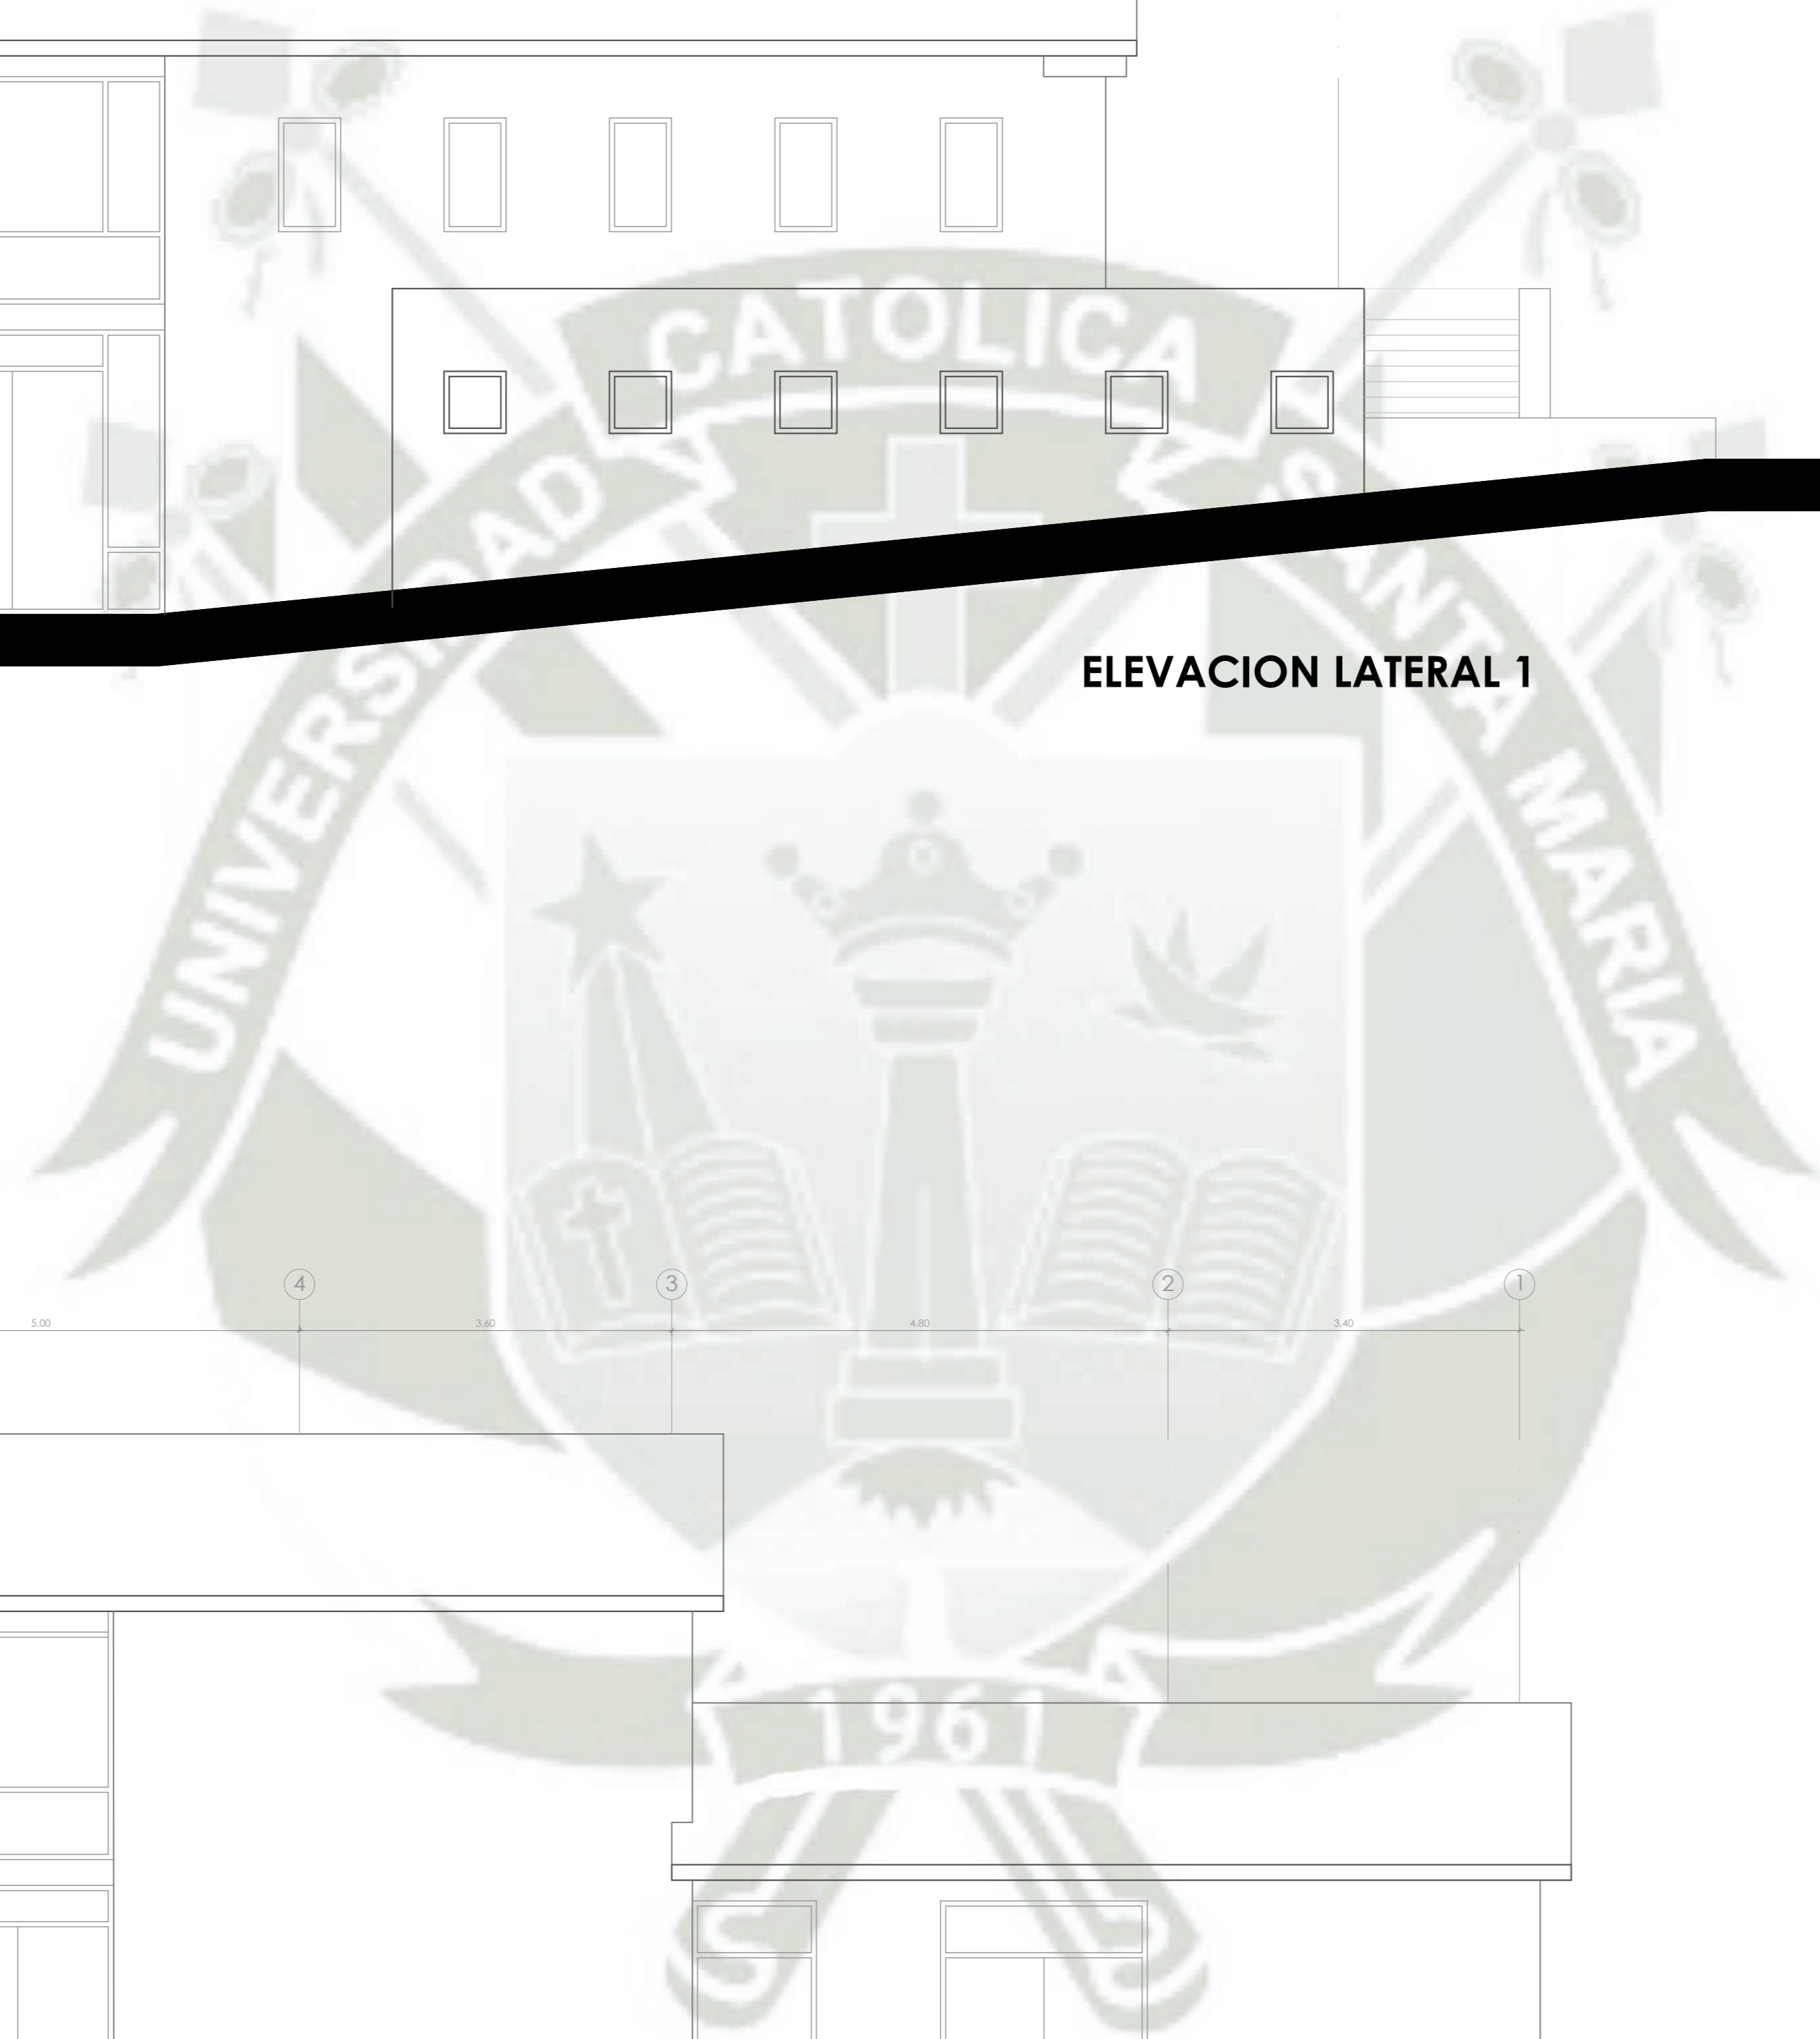 UNIVERSIDAD CATOLICA SANTA MARIA
ELEVACION LATERAL 1
4 3 2 1
5.00 3.60 4.80 3.40
1961